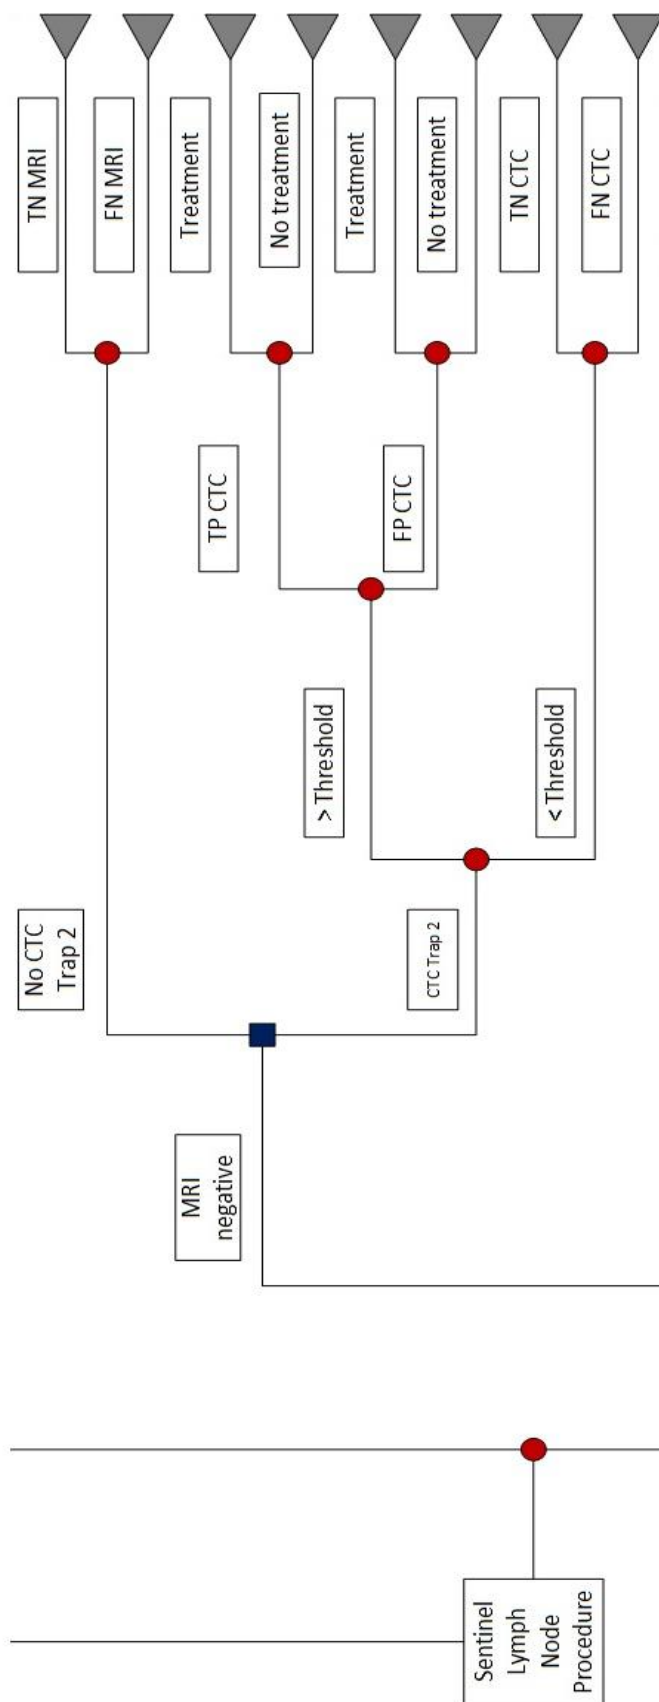 TN MRI
FN MRI
Treatment
No treatment
Treatment
No treatment
TN CTC
FN CTC
TP CTC
FP CTC
> Threshold
< Threshold
No CTC
Trap 2
CTC Trap 2
MRI
negative
Sentinel
Lymph
Node
Procedure